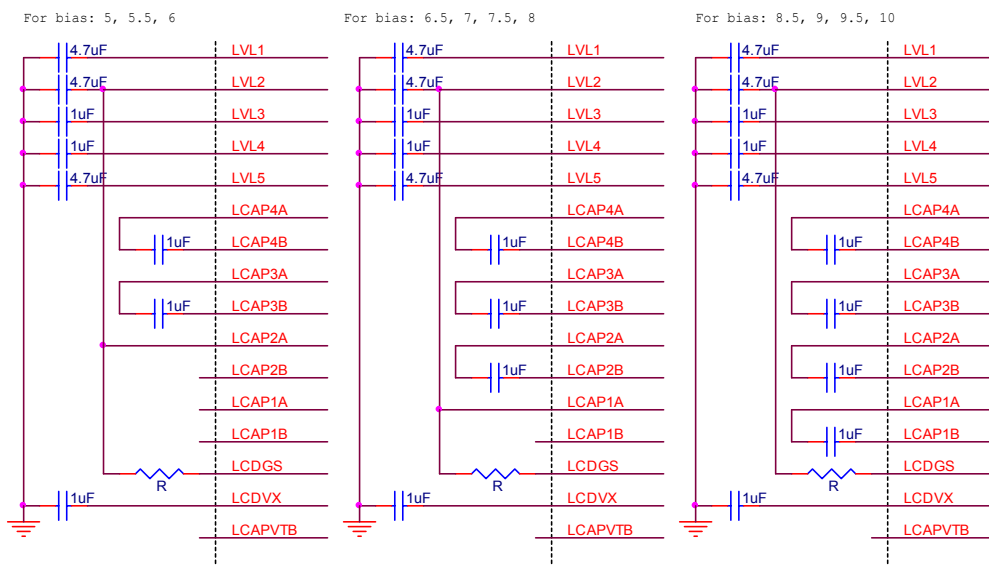 For bias: 5, 5.5, 6
4.7uF LVL1
4.7uF LVL2
1uF LVL3
1uF LVL4
4.7uF LVL5
LCAP4A
1uF LCAP4B
LCAP3A
1uF LCAP3B
LCAP2A
LCAP2B
LCAP1A
LCAP1B
LCDGS
R
1uF LCDVX
LCAPVTB
For bias: 6.5, 7, 7.5, 8
4.7uF LVL1
4.7uF LVL2
1uF LVL3
1uF LVL4
4.7uF LVL5
LCAP4A
1uF LCAP4B
LCAP3A
1uF LCAP3B
LCAP2A
1uF LCAP2B
LCAP1A
LCAP1B
LCDGS
R
1uF LCDVX
LCAPVTB
For bias: 8.5, 9, 9.5, 10
4.7uF LVL1
4.7uF LVL2
1uF LVL3
1uF LVL4
4.7uF LVL5
LCAP4A
1uF LCAP4B
LCAP3A
1uF LCAP3B
LCAP2A
1uF LCAP2B
LCAP1A
1uF LCAP1B
LCDGS
R
1uF LCDVX
LCAPVTB